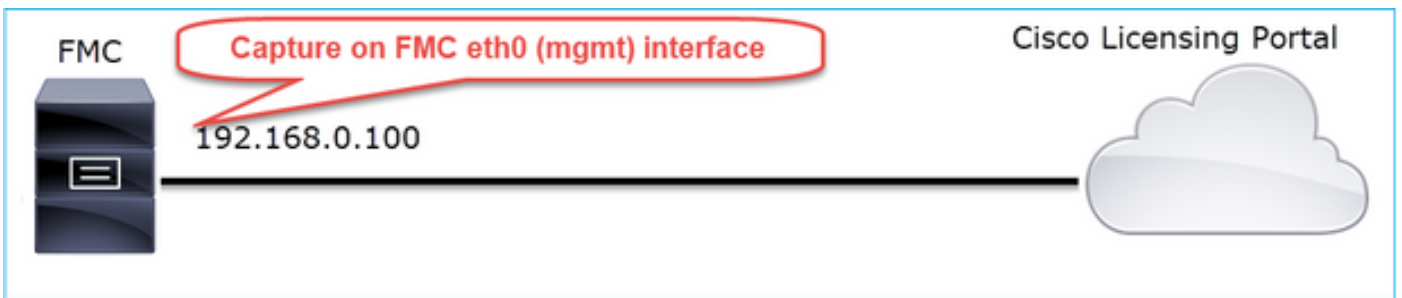 FMC
Capture on FMC eth0 (mgmt) interface
Cisco Licensing Portal
192.168.0.100